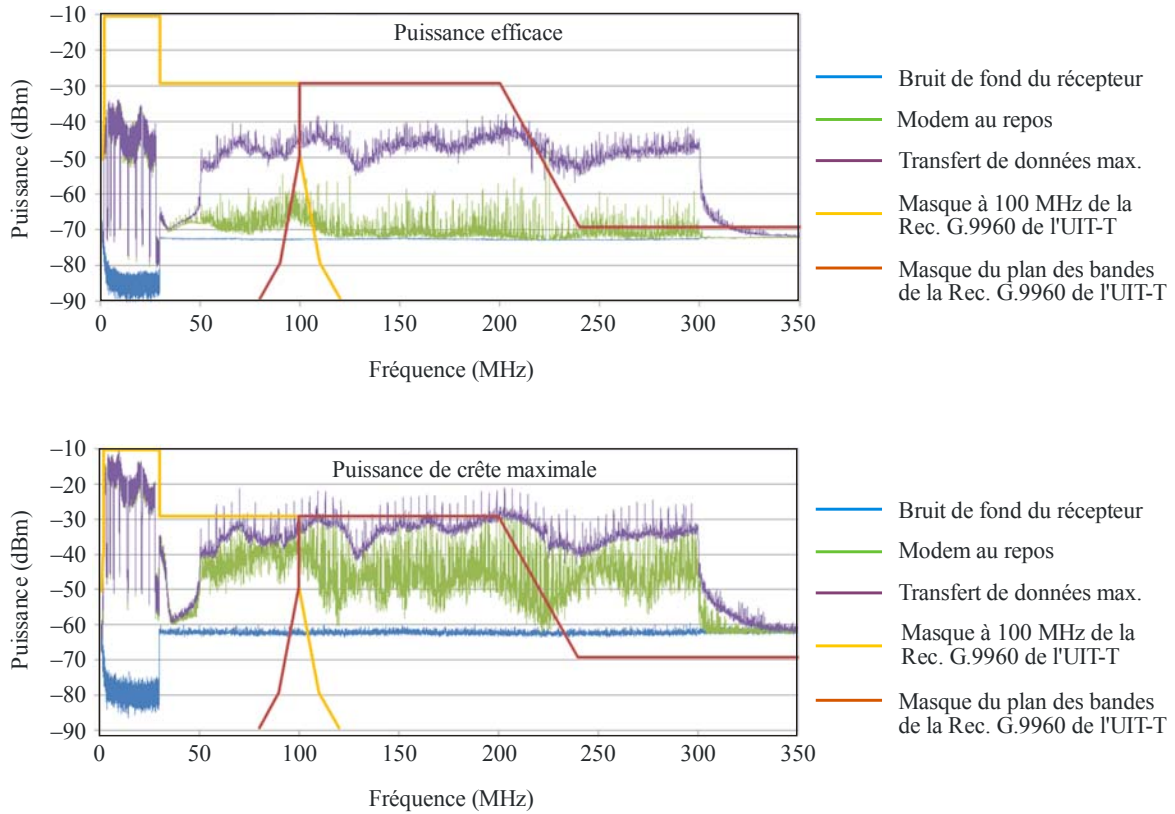 Puissance efficace
Puissance (dBm)
–10
–20
–30
–40
–50
–60
–70
–80
–90
0
50
100
150
200
250
300
350
Fréquence (MHz)
Bruit de fond du récepteur
Modem au repos
Transfert de données max.
Masque à 100 MHz de la
Rec. G.9960 de l'UIT-T
Masque du plan des bandes
de la Rec. G.9960 de l'UIT-T
Puissance de crête maximale
Puissance (dBm)
–10
–20
–30
–40
–50
–60
–70
–80
–90
0
50
100
150
200
250
300
350
Fréquence (MHz)
Bruit de fond du récepteur
Modem au repos
Transfert de données max.
Masque à 100 MHz de la
Rec. G.9960 de l'UIT-T
Masque du plan des bandes
de la Rec. G.9960 de l'UIT-T